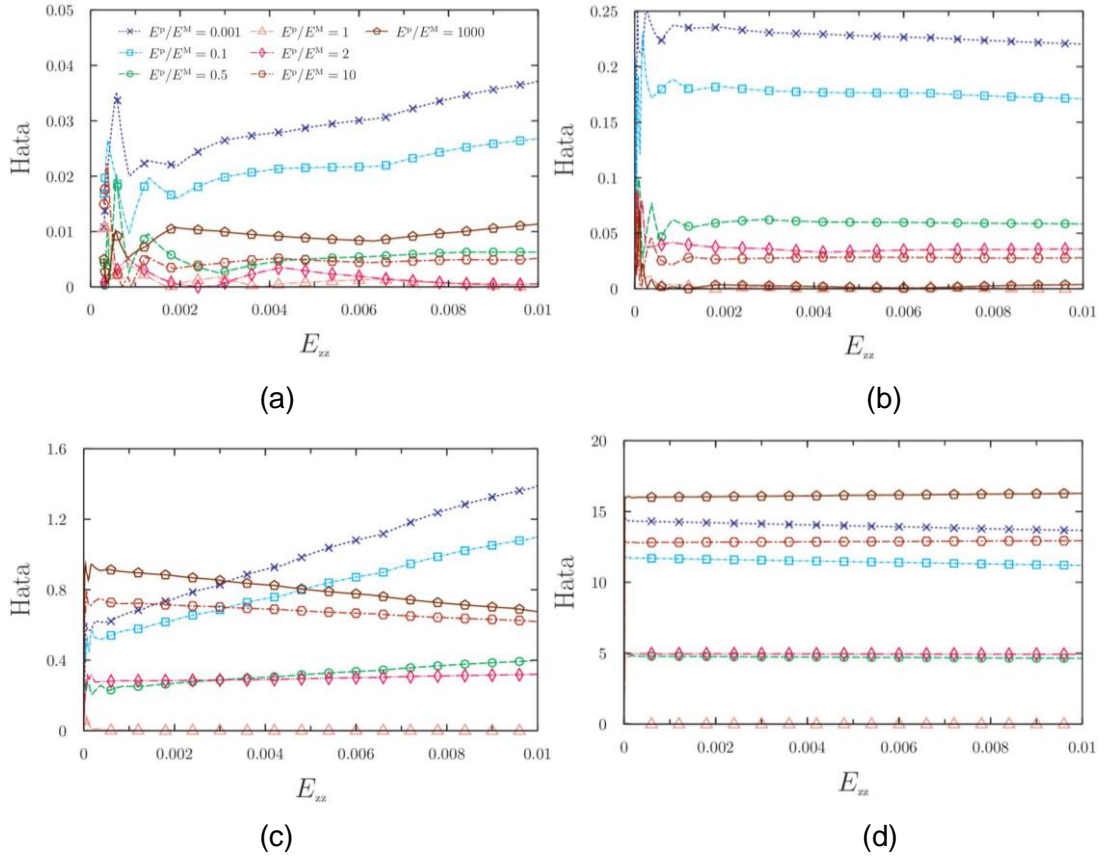 0.05
0.04
0.03
0.02
0.01
0
Hata
E^P/E^M = 0.001
E^P/E^M = 1
E^P/E^M = 1000
E^P/E^M = 0.1
E^P/E^M = 2
E^P/E^M = 0.5
E^P/E^M = 10
0 0.002 0.004 0.006 0.008 0.01
E_zz
(a)
0.25
0.20
0.15
0.10
0.05
0
Hata
0 0.002 0.004 0.006 0.008 0.01
E_zz
(b)
1.6
1.2
0.8
0.4
0
Hata
0 0.002 0.004 0.006 0.008 0.01
E_zz
(c)
20
15
10
5
0
Hata
0 0.002 0.004 0.006 0.008 0.01
E_zz
(d)